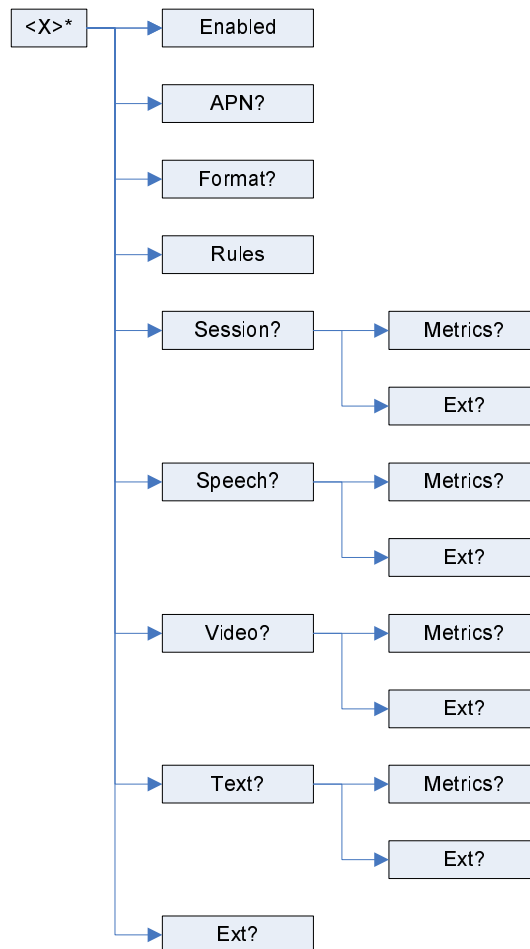 <X>*
Enabled
APN?
Format?
Rules
Session?
Metrics?
Ext?
Speech?
Metrics?
Ext?
Video?
Metrics?
Ext?
Text?
Metrics?
Ext?
Ext?